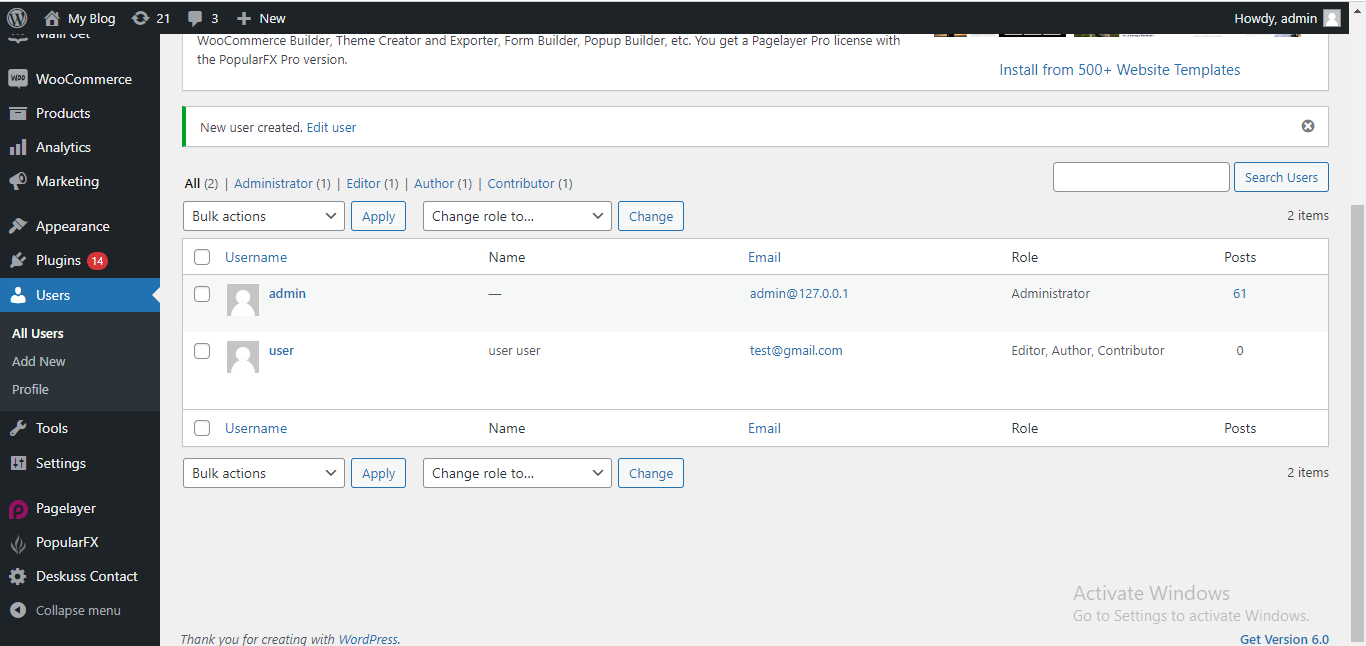 My Blog 21 3 New Howdy, admin
MailPoet
WooCommerce
Products
Analytics
Marketing
Appearance
Plugins 14
Users
All Users
Add New
Profile
Tools
Settings
Pagelayer
PopularFX
Deskuss Contact
Collapse menu
WooCommerce Builder, Theme Creator and Exporter, Form Builder, Popup Builder, etc. You get a Pagelayer Pro license with
the PopularFX Pro version.
Install from 500+ Website Templates
New user created. Edit user
All (2) | Administrator (1) | Editor (1) | Author (1) | Contributor (1)
Search Users
Bulk actions Apply Change role to... Change 2 items
Username Name Email Role Posts
admin — admin@127.0.0.1 Administrator 61
user user user test@gmail.com Editor, Author, Contributor 0
Username Name Email Role Posts
Bulk actions Apply Change role to... Change 2 items
Activate Windows
Go to Settings to activate Windows.
Thank you for creating with WordPress. Get Version 6.0